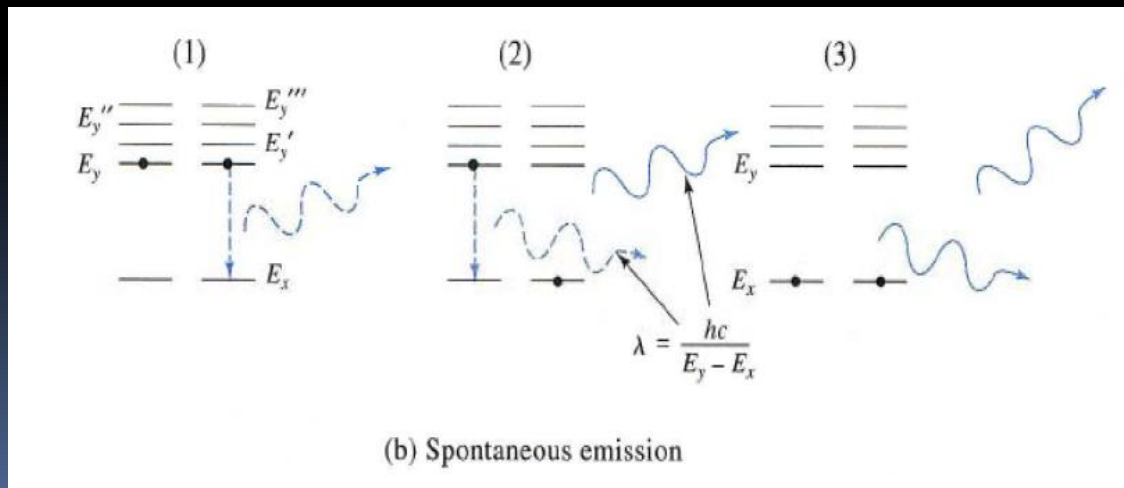 (1) (2) (3)
E_y'' E_y'''
E_y'
E_y E_y
E_x E_x
λ = hc / (E_y − E_x)
(b) Spontaneous emission